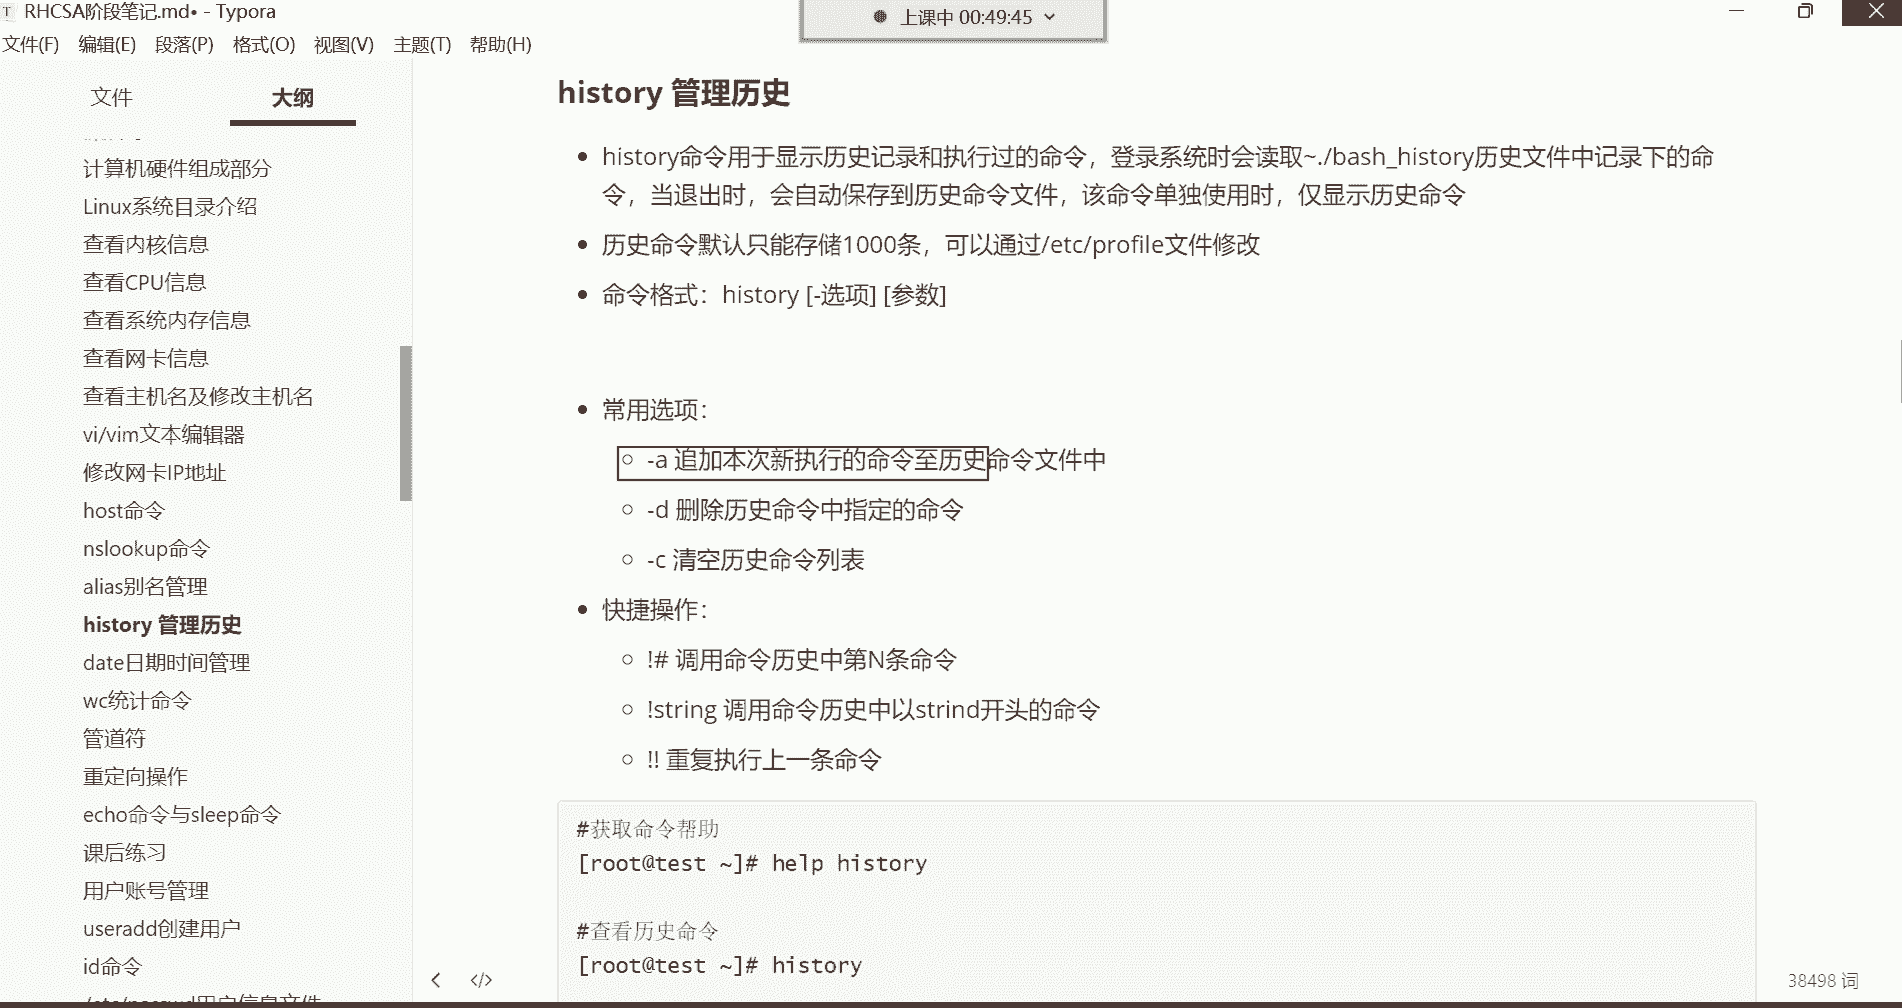 RHCSA阶段笔记.md• - Typora
上课中 00:49:45
文件(F) 编辑(E) 段落(P) 格式(O) 视图(V) 主题(T) 帮助(H)
文件 大纲
计算机硬件组成部分
Linux系统目录介绍
查看内核信息
查看CPU信息
查看系统内存信息
查看网卡信息
查看主机名及修改主机名
vi/vim文本编辑器
修改网卡IP地址
host命令
nslookup命令
alias别名管理
history 管理历史
date日期时间管理
wc统计命令
管道符
重定向操作
echo命令与sleep命令
课后练习
用户账号管理
useradd创建用户
id命令
/etc/passwd用户信息文件
history 管理历史
history命令用于显示历史记录和执行过的命令，登录系统时会读取~./bash_history历史文件中记录下的命
令，当退出时，会自动保存到历史命令文件，该命令单独使用时，仅显示历史命令
历史命令默认只能存储1000条，可以通过/etc/profile文件修改
命令格式：history [-选项] [参数]
常用选项：
-a 追加本次新执行的命令至历史命令文件中
-d 删除历史命令中指定的命令
-c 清空历史命令列表
快捷操作：
!# 调用命令历史中第N条命令
!string 调用命令历史中以strind开头的命令
!! 重复执行上一条命令
#获取命令帮助
[root@test ~]# help history
#查看历史命令
[root@test ~]# history
38498 词